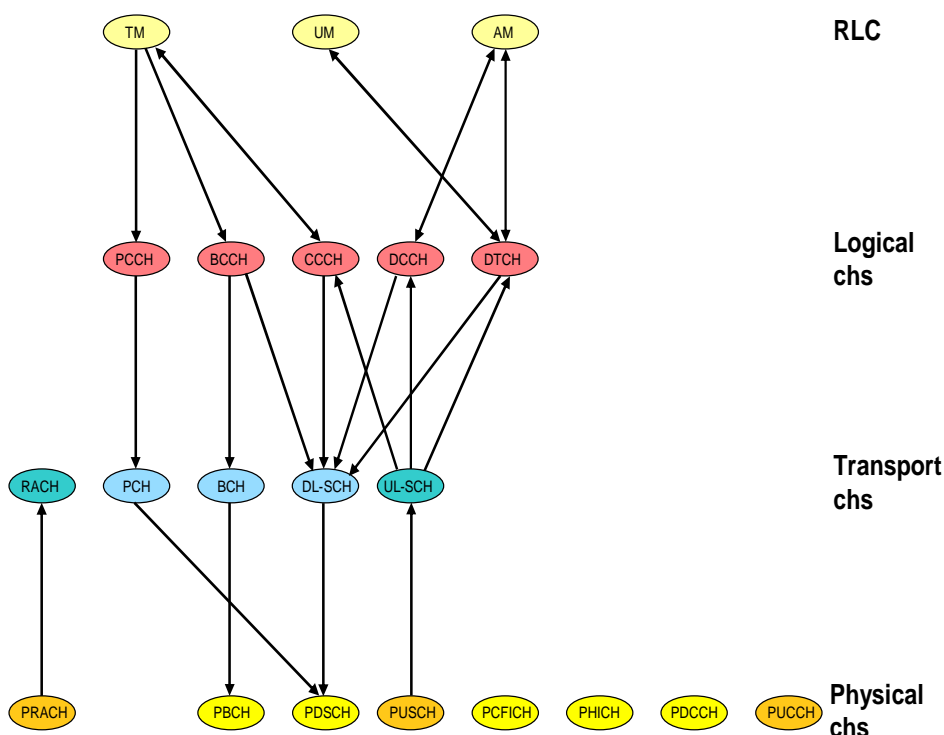 TM UM AM RLC
PCCH BCCH CCCH DCCH DTCH Logical
chs
RACH PCH BCH DL-SCH UL-SCH Transport
chs
PRACH PBCH PDSCH PUSCH PCFICH PHICH PDCCH PUCCH Physical
chs